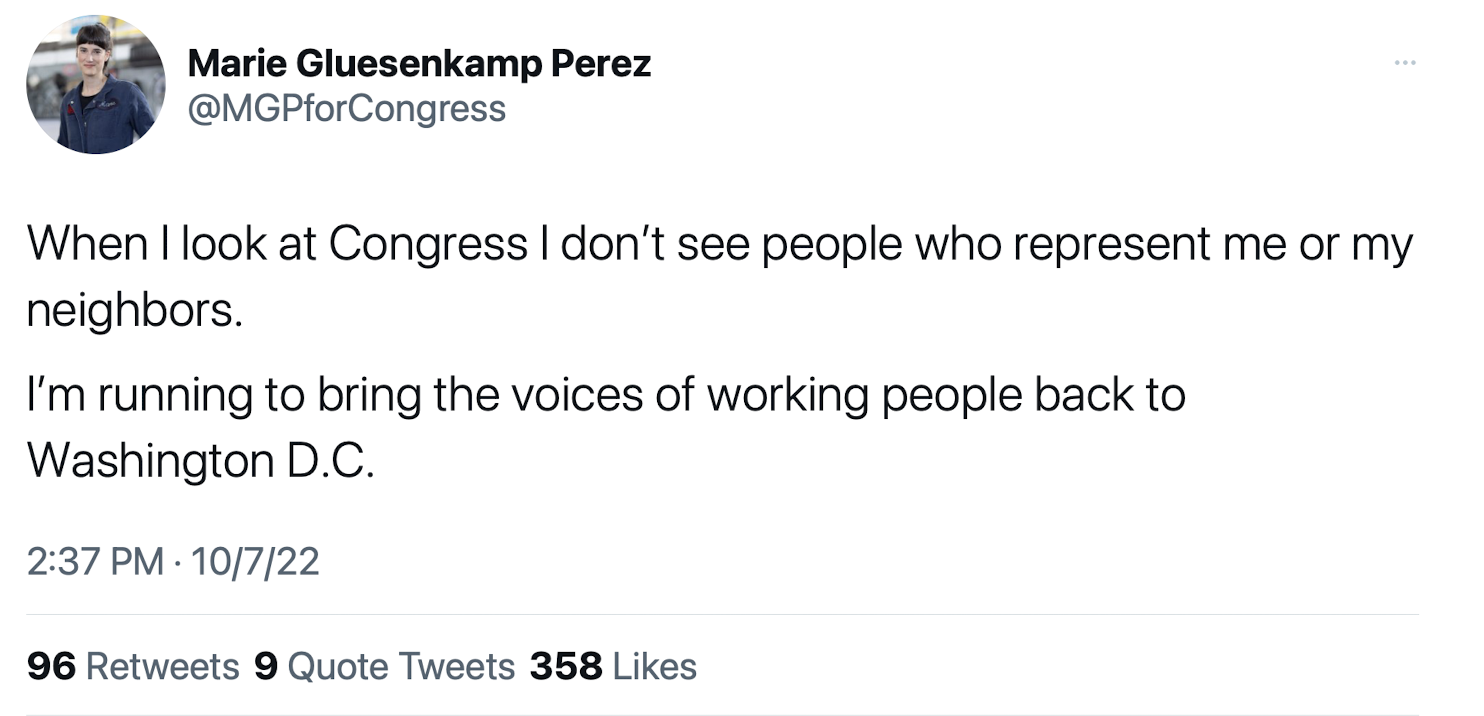 Marie Gluesenkamp Perez
@MGPforCongress
When I look at Congress I don’t see people who represent me or my
neighbors.
I’m running to bring the voices of working people back to
Washington D.C.
2:37 PM · 10/7/22
96 Retweets 9 Quote Tweets 358 Likes